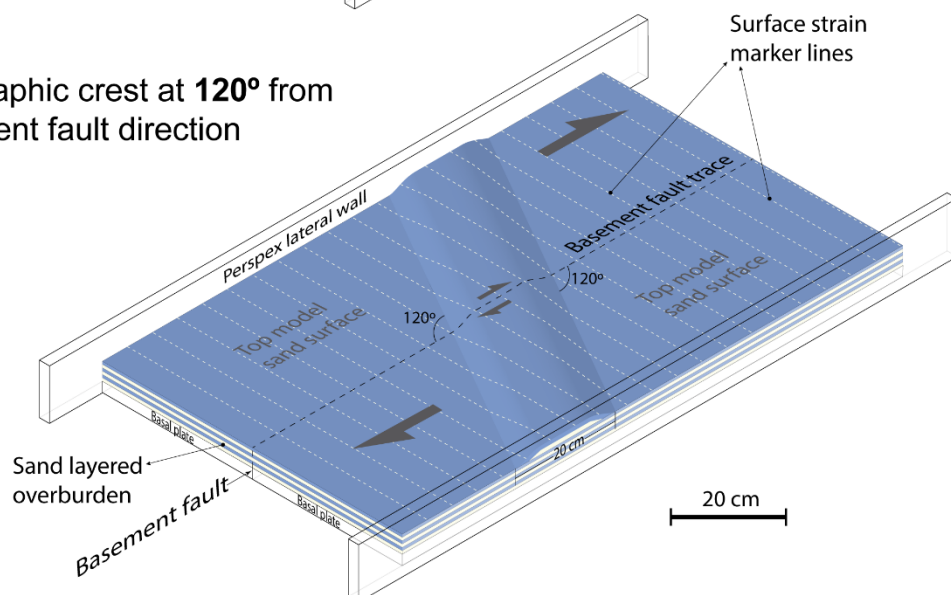 aphic crest at 120º from
ent fault direction
Surface strain
marker lines
Perspex lateral wall
Basement fault trace
120º
120º
Top model
sand surface
Top model
sand surface
Basal plate
20 cm
Sand layered
overburden
Basement fault
Basal plate
20 cm